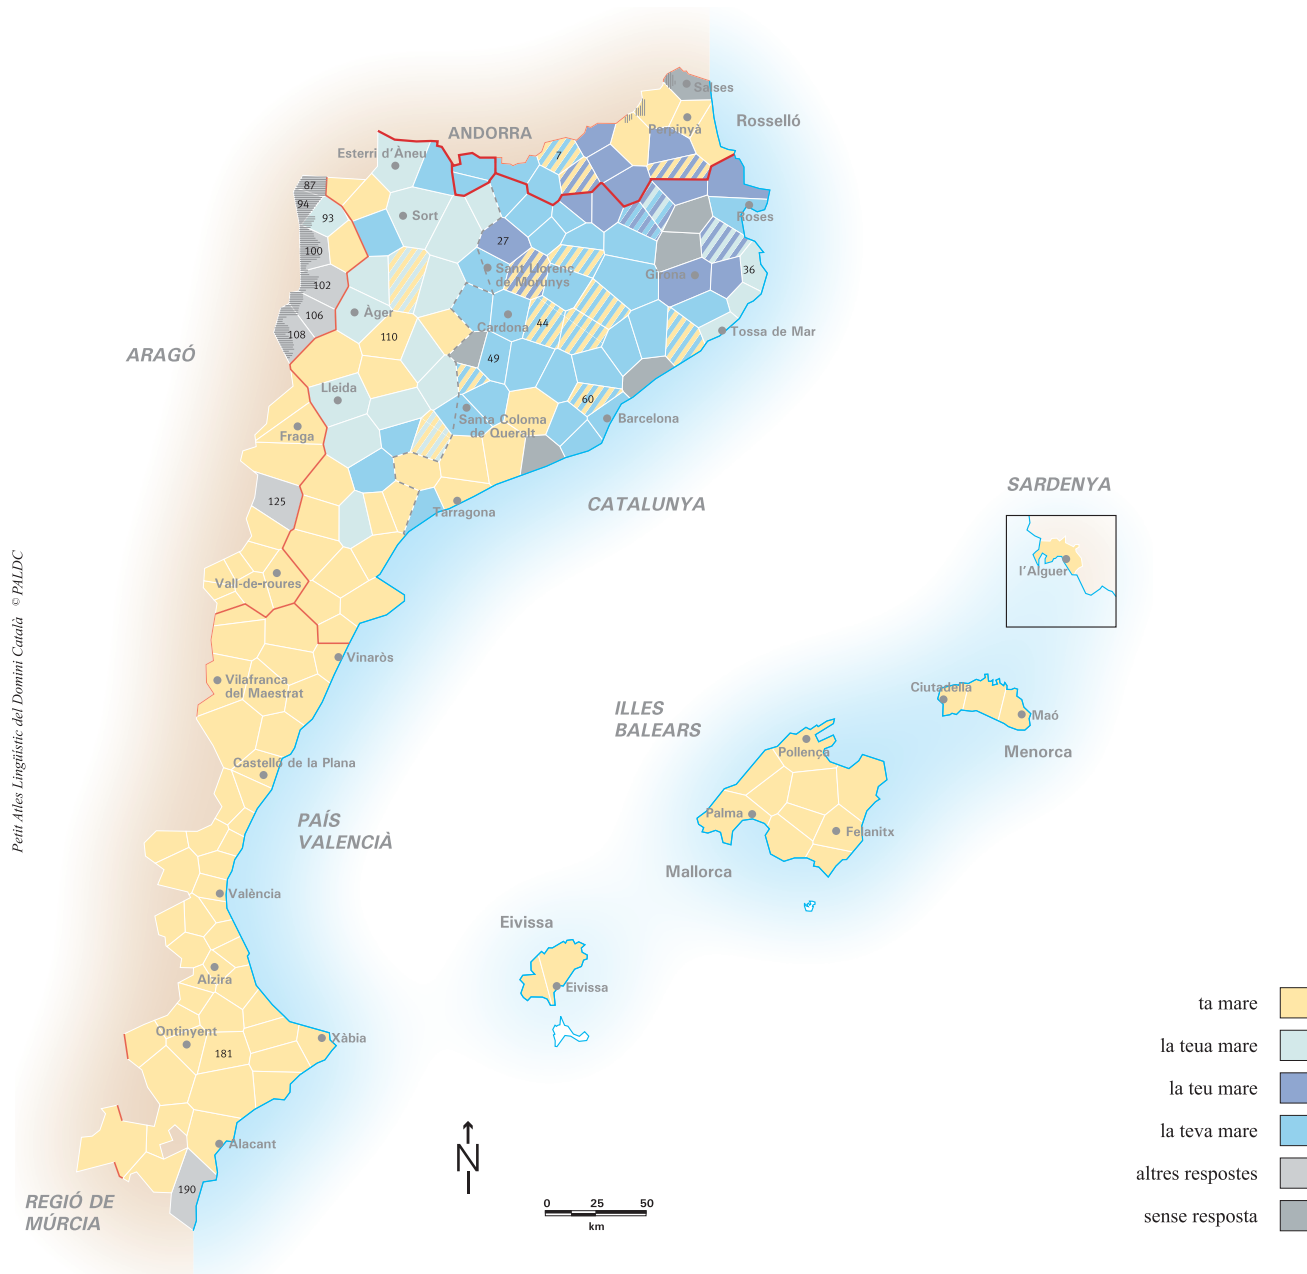 Salses
Rosselló
Perpinyà
ANDORRA
Esterri d'Àneu
7
87
94
93
Sort
Roses
100
27
Sant Llorenç
de Morunys
Girona
36
102
106
Àger
108
Cardona
44
110
Tossa de Mar
ARAGÓ
49
Lleida
60
Santa Coloma
de Queralt
Barcelona
Fraga
125
Tarragona
CATALUNYA
SARDENYA
l'Alguer
Vall-de-roures
Petit Atles Lingüístic del Domini Català © PALDC
Vinaròs
Vilafranca
del Maestrat
Ciutadella
Maó
ILLES
BALEARS
Menorca
Pollença
Castelló de la Plana
Palma
Felanitx
PAÍS
VALENCIÀ
Mallorca
València
Eivissa
Alzira
Eivissa
Ontinyent
Xàbia
181
Alacant
190
REGIÓ DE
MÚRCIA
N
0 25 50
km
ta mare
la teua mare
la teu mare
la teva mare
altres respostes
sense resposta